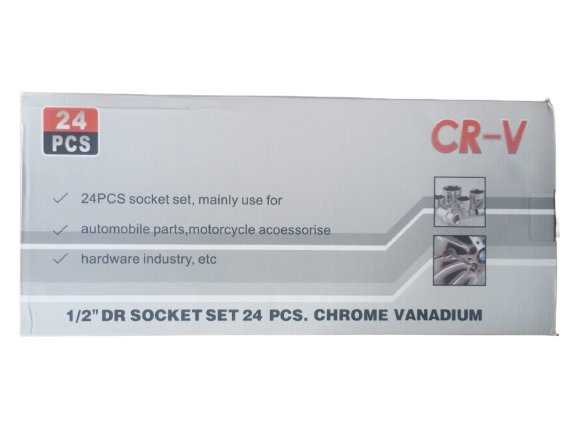 24
PCS
CR-V
24PCS socket set, mainly use for
automobile parts,motorcycle acoessorise
hardware industry, etc
1/2" DR SOCKET SET 24 PCS. CHROME VANADIUM